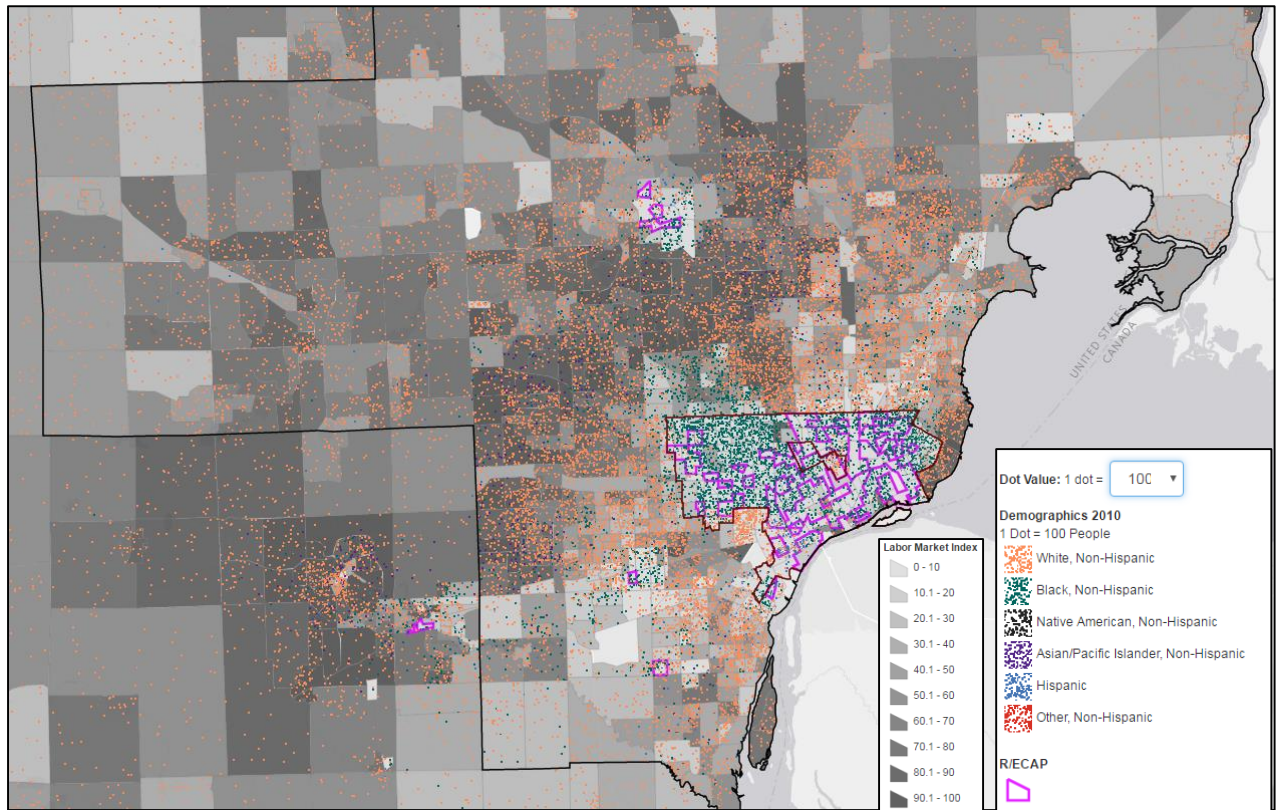 UNITED STATES
CANADA
Labor Market Index
0 - 10
10.1 - 20
20.1 - 30
30.1 - 40
40.1 - 50
50.1 - 60
60.1 - 70
70.1 - 80
80.1 - 90
90.1 - 100
Dot Value: 1 dot = 100
Demographics 2010
1 Dot = 100 People
White, Non-Hispanic
Black, Non-Hispanic
Native American, Non-Hispanic
Asian/Pacific Islander, Non-Hispanic
Hispanic
Other, Non-Hispanic
R/ECAP